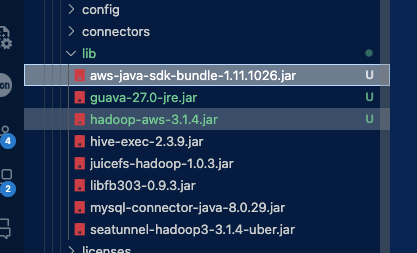 config
connectors
lib
aws-java-sdk-bundle-1.11.1026.jar U
guava-27.0-jre.jar U
hadoop-aws-3.1.4.jar U
hive-exec-2.3.9.jar
juicefs-hadoop-1.0.3.jar
libfb303-0.9.3.jar
mysql-connector-java-8.0.29.jar
seatunnel-hadoop3-3.1.4-uber.jar
licenses
on
4
2